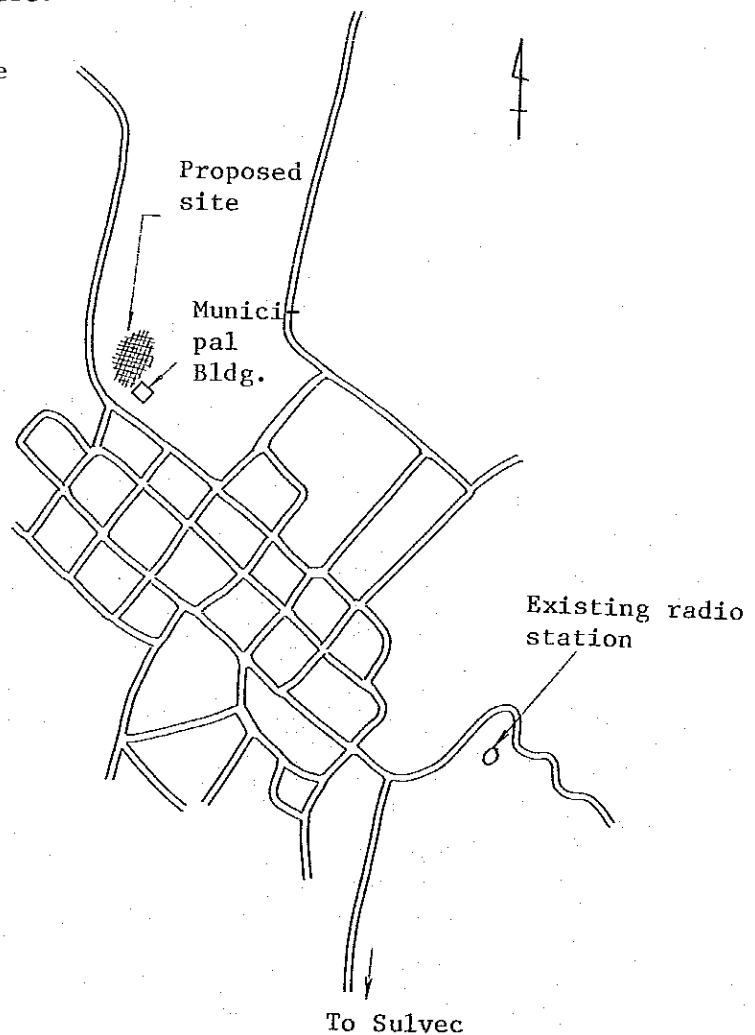 Proposed
site
Munici-
pal
Bldg.
Existing radio
station
To Sulvec